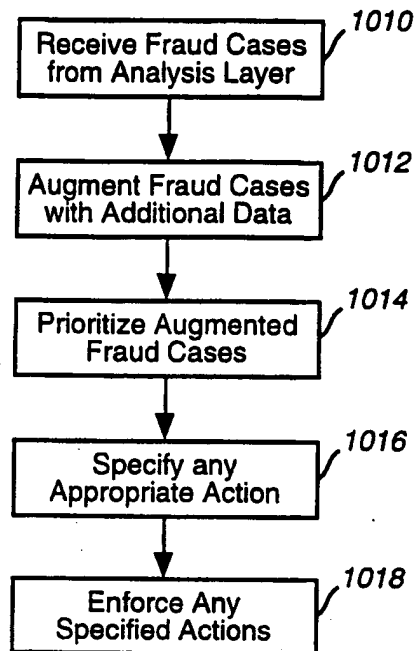 1010
Receive Fraud Cases
from Analysis Layer
1012
Augment Fraud Cases
with Additional Data
1014
Prioritize Augmented
Fraud Cases
1016
Specify any
Appropriate Action
1018
Enforce Any
Specified Actions